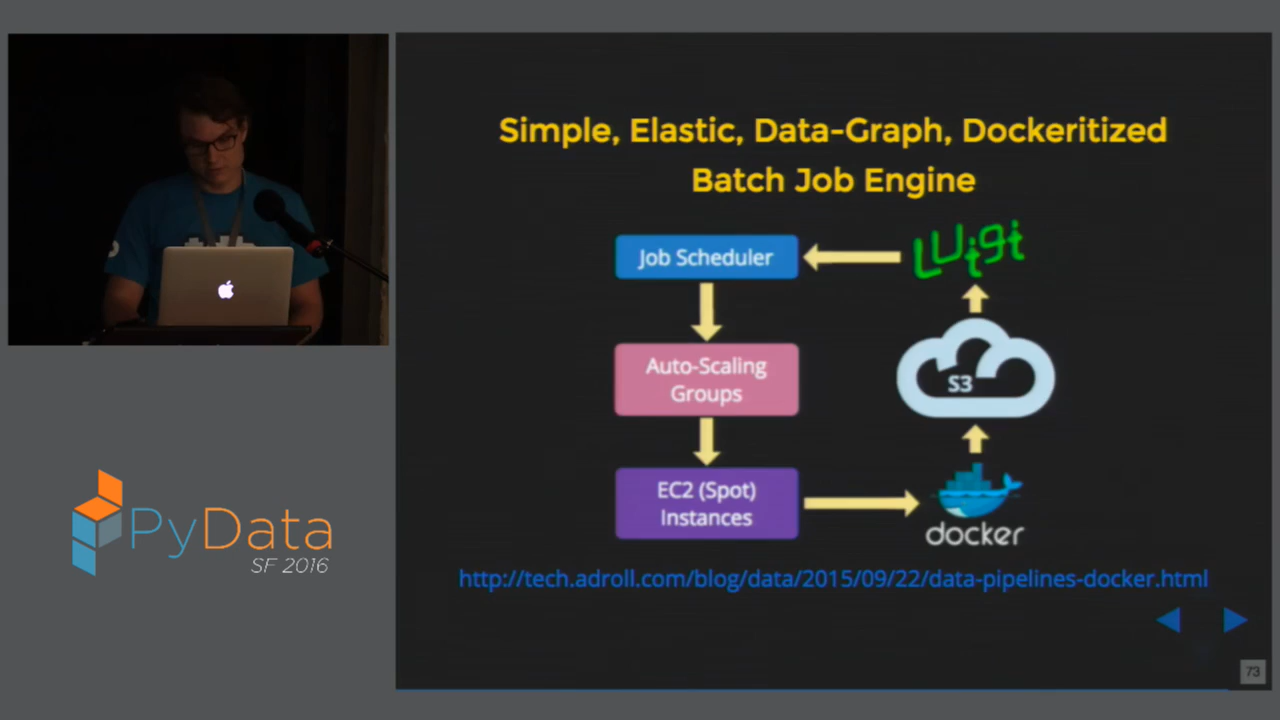 Simple, Elastic, Data-Graph, Dockeritized
Batch Job Engine
Job Scheduler
Luigi
Auto-Scaling
Groups
S3
EC2 (Spot)
Instances
docker
http://tech.adroll.com/blog/data/2015/09/22/data-pipelines-docker.html
73
PyData
SF 2016